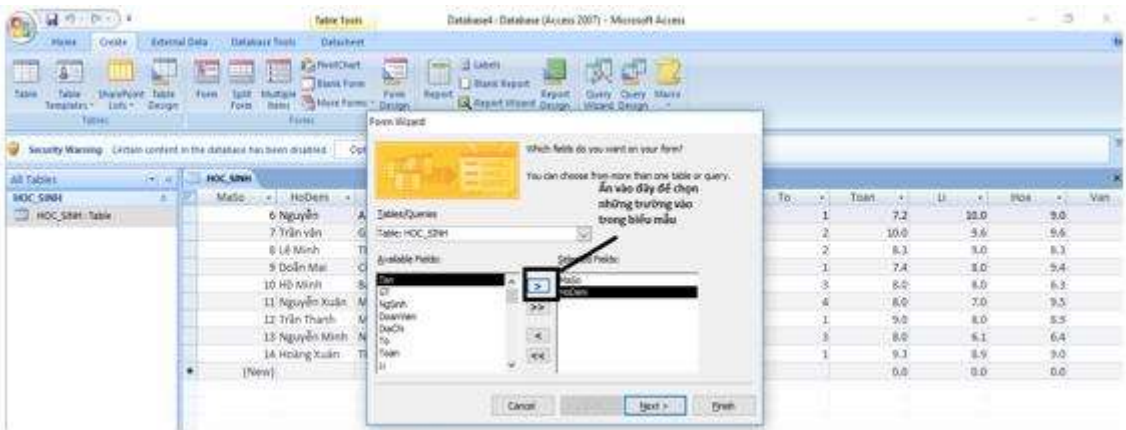 Table Tools
Database4 : Database (Access 2007) - Microsoft Access
Home Create External Data Database Tools Datasheet
Table Table Templates SharePoint Lists Table Design Form Split Form Multiple Items PivotChart Blank Form More Forms Form Design Report Labels Blank Report Report Wizard Report Design Query Wizard Query Design Macro
Tables Forms
Security Warning Certain content in the database has been disabled
All Tables
HOC_SINH
HOC_SINH : Table
HOC_SINH
MaSo HoDem To Toan Li Hoa Van
6 Nguyễn 1 7.2 10.0 9.0
7 Trần văn 2 10.0 9.6 9.6
8 Lê Minh 2 8.3 9.0 8.3
9 Doãn Mai 1 7.4 8.0 9.4
10 Hồ Minh 3 8.0 8.0 6.3
11 Nguyễn Xuân 4 8.0 7.0 9.5
12 Trần Thanh 1 9.0 8.0 8.5
13 Nguyễn Minh 3 8.0 6.1 6.4
14 Hoàng Xuân 1 9.3 8.9 9.0
(New) 0.0 0.0 0.0
Form Wizard
Which fields do you want on your form?
You can choose from more than one table or query.
Ấn vào đây để chọn
những trường vào
trong biểu mẫu
Tables/Queries
Table: HOC_SINH
Available Fields:
Selected Fields:
Ten
GT
NgSinh
DoanVien
DiaChi
To
Toan
Li
>
>>
<
<<
MaSo
HoDem
Cancel Next > Finish